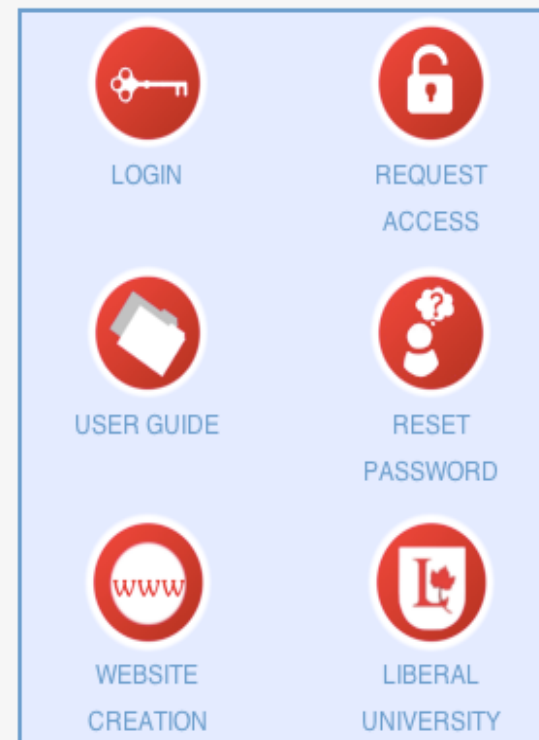 LOGIN
REQUEST
ACCESS
USER GUIDE
?
RESET
PASSWORD
www
WEBSITE
CREATION
L
LIBERAL
UNIVERSITY